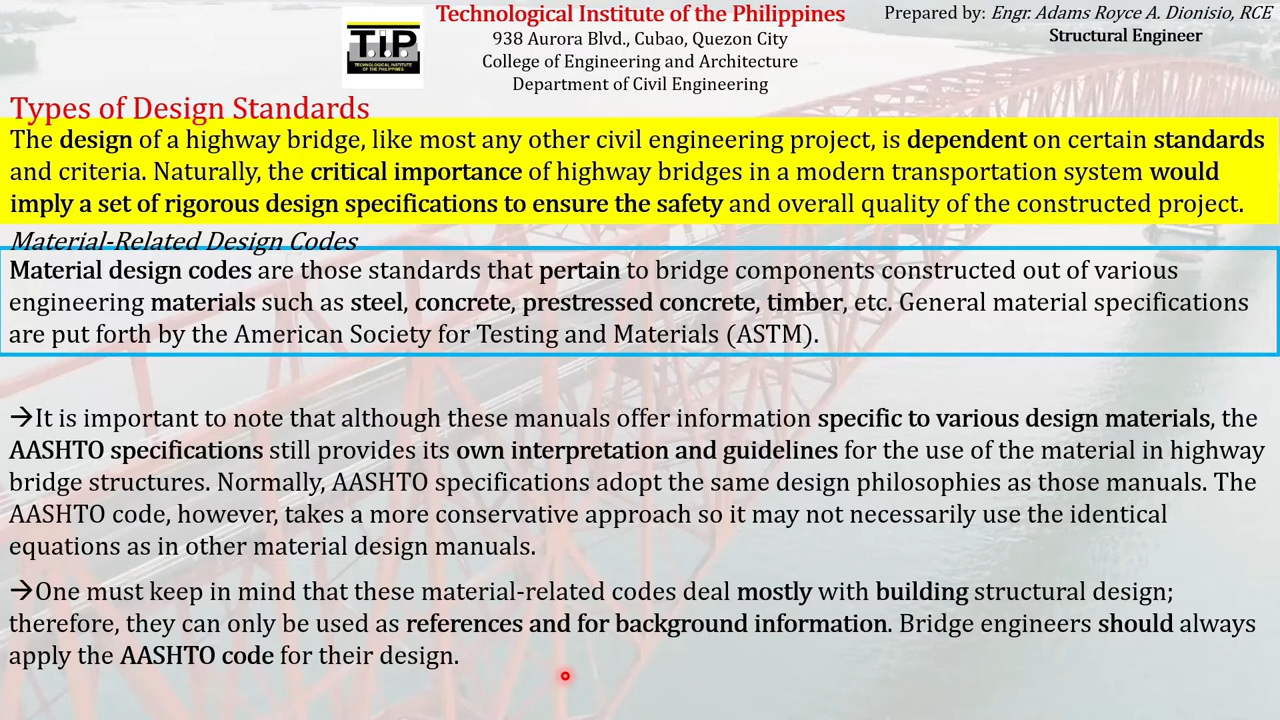 Technological Institute of the Philippines
938 Aurora Blvd., Cubao, Quezon City
College of Engineering and Architecture
Department of Civil Engineering
Prepared by: Engr. Adams Royce A. Dionisio, RCE
Structural Engineer
TiP
TECHNOLOGICAL INSTITUTE
OF THE PHILIPPINES
Types of Design Standards
The design of a highway bridge, like most any other civil engineering project, is dependent on certain standards
and criteria. Naturally, the critical importance of highway bridges in a modern transportation system would
imply a set of rigorous design specifications to ensure the safety and overall quality of the constructed project.
Material-Related Design Codes
Material design codes are those standards that pertain to bridge components constructed out of various
engineering materials such as steel, concrete, prestressed concrete, timber, etc. General material specifications
are put forth by the American Society for Testing and Materials (ASTM).
→It is important to note that although these manuals offer information specific to various design materials, the
AASHTO specifications still provides its own interpretation and guidelines for the use of the material in highway
bridge structures. Normally, AASHTO specifications adopt the same design philosophies as those manuals. The
AASHTO code, however, takes a more conservative approach so it may not necessarily use the identical
equations as in other material design manuals.
→One must keep in mind that these material-related codes deal mostly with building structural design;
therefore, they can only be used as references and for background information. Bridge engineers should always
apply the AASHTO code for their design.